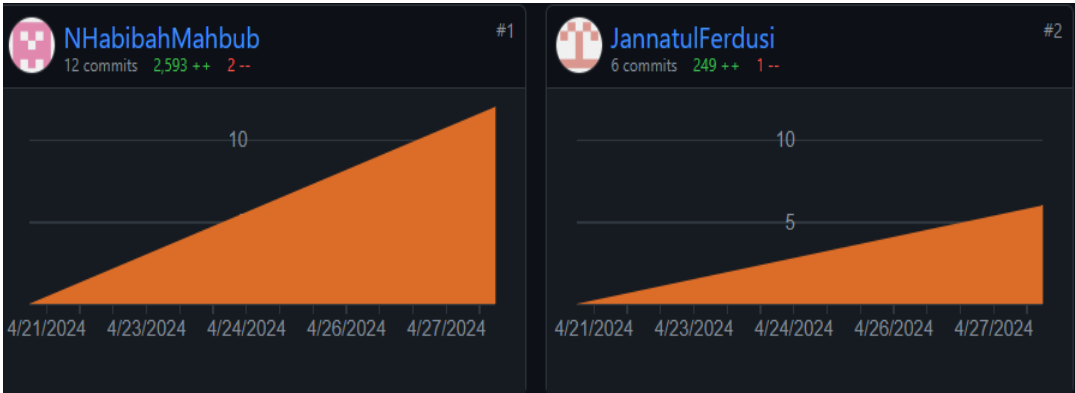 NHabibahMahbub
#1
12 commits 2,593 ++ 2 --
10
4/21/2024 4/23/2024 4/24/2024 4/26/2024 4/27/2024
JannatulFerdusi
#2
6 commits 249 ++ 1 --
10
5
4/21/2024 4/23/2024 4/24/2024 4/26/2024 4/27/2024